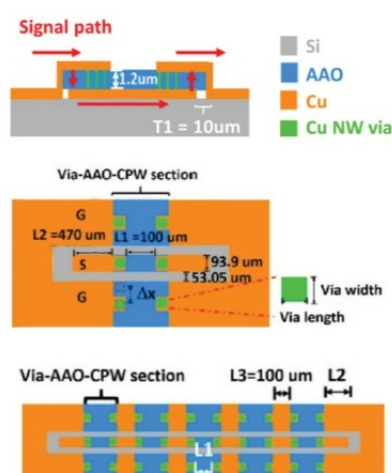 Signal path
Si
AAO
Cu
Cu NW via
1.2um
T1 = 10um
Via-AAO-CPW section
G
L2 =470 um
L1 =100 um
S
93.9 um
53.05 um
G
Δx
Via width
Via length
Via-AAO-CPW section
L3=100 um
L2
L1